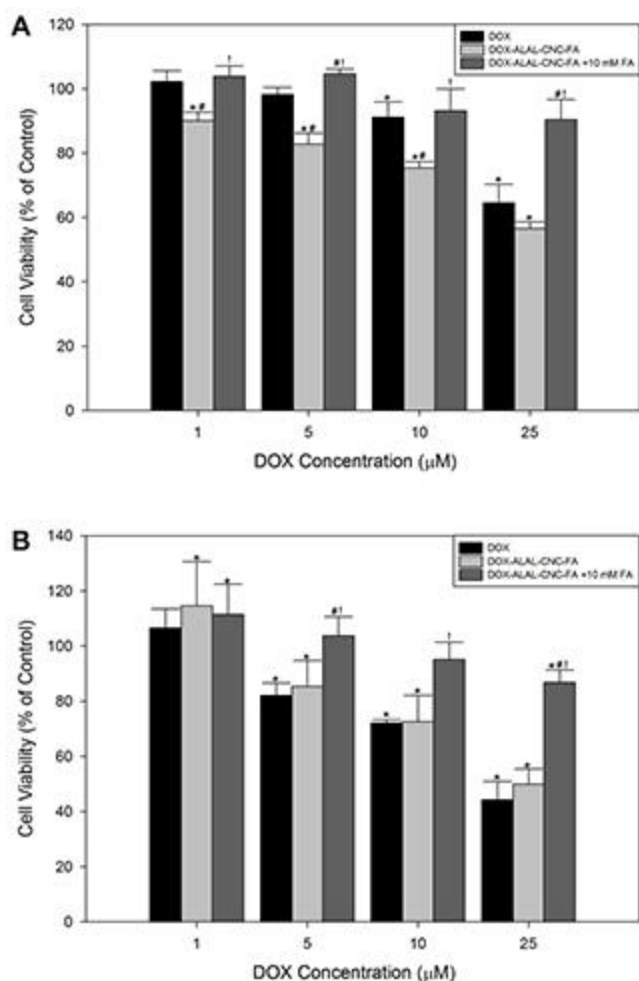 A
120
100
80
60
40
20
0
Cell Viability (% of Control)
DOX
DOX-ALAL-CNC-FA
DOX-ALAL-CNC-FA +10 mM FA
*#
!
*#
#!
*
*#
!
*
*
#!
1 5 10 25
DOX Concentration (μM)
B
140
120
100
80
60
40
20
0
Cell Viability (% of Control)
DOX
DOX-ALAL-CNC-FA
DOX-ALAL-CNC-FA +10 mM FA
*
*
*
*
#!
*
*
!
*
*
*#!
1 5 10 25
DOX Concentration (μM)